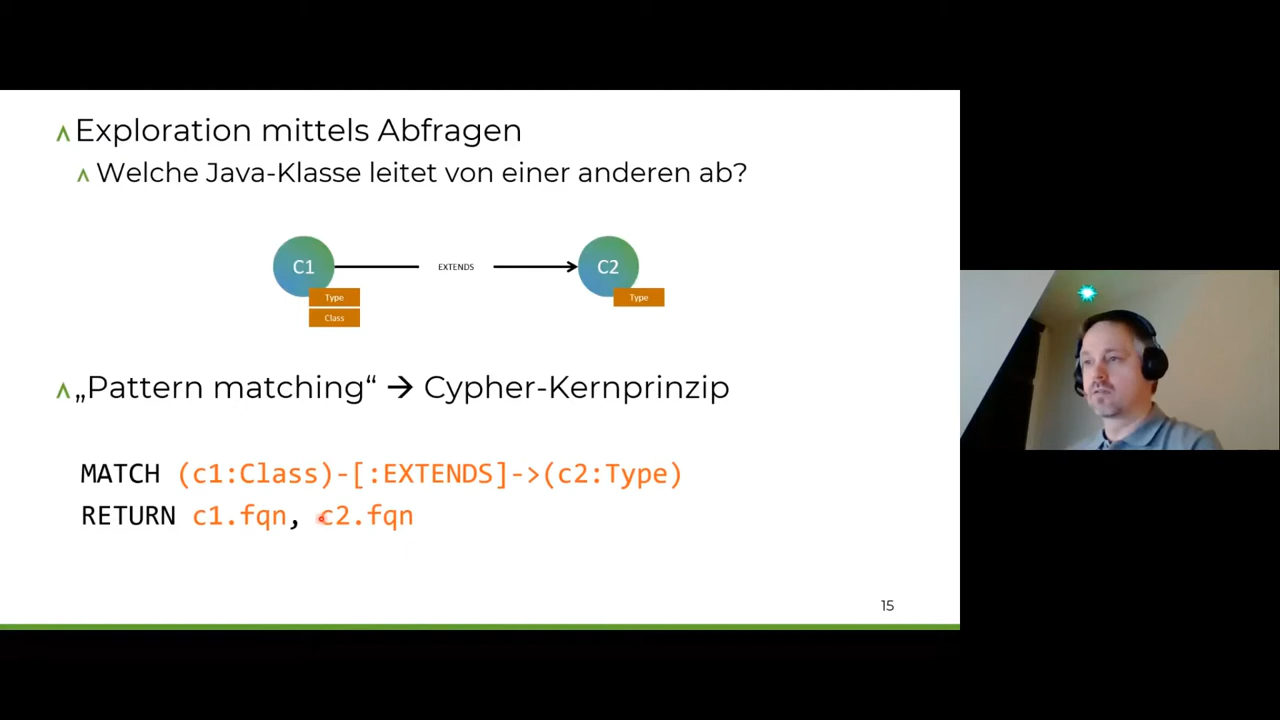 Exploration mittels Abfragen
Welche Java-Klasse leitet von einer anderen ab?
C1 EXTENDS C2
Type Type
Class
„Pattern matching“ → Cypher-Kernprinzip
MATCH (c1:Class)-[:EXTENDS]->(c2:Type)
RETURN c1.fqn, c2.fqn
15